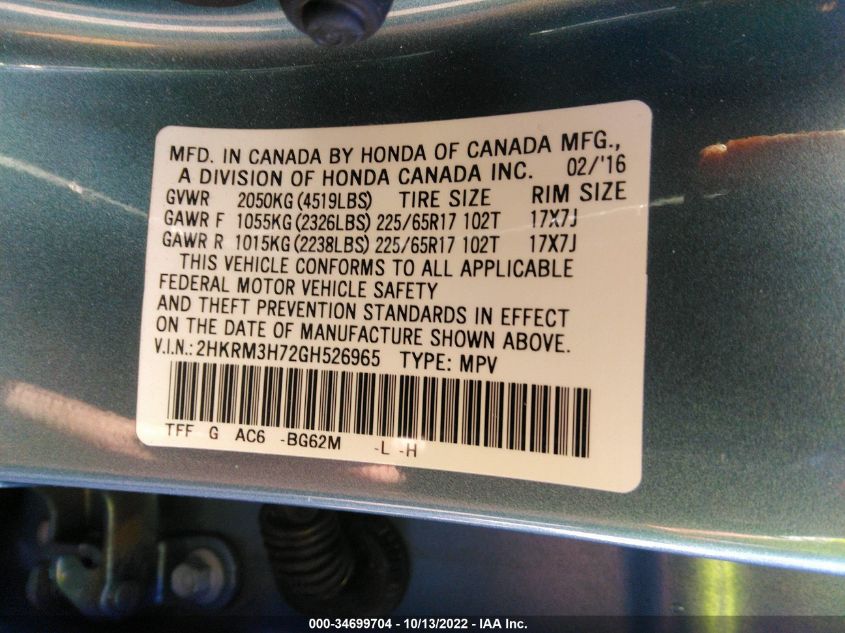 MFD. IN CANADA BY HONDA OF CANADA MFG.,
A DIVISION OF HONDA CANADA INC. 02/'16
GVWR 2050KG (4519LBS) TIRE SIZE RIM SIZE
GAWR F 1055KG (2326LBS) 225/65R17 102T 17X7J
GAWR R 1015KG (2238LBS) 225/65R17 102T 17X7J
THIS VEHICLE CONFORMS TO ALL APPLICABLE
FEDERAL MOTOR VEHICLE SAFETY
AND THEFT PREVENTION STANDARDS IN EFFECT
ON THE DATE OF MANUFACTURE SHOWN ABOVE.
V.I.N.: 2HKRM3H72GH526965 TYPE: MPV
TFF G AC6 -BG62M -L -H
000-34699704 - 10/13/2022 - IAA Inc.